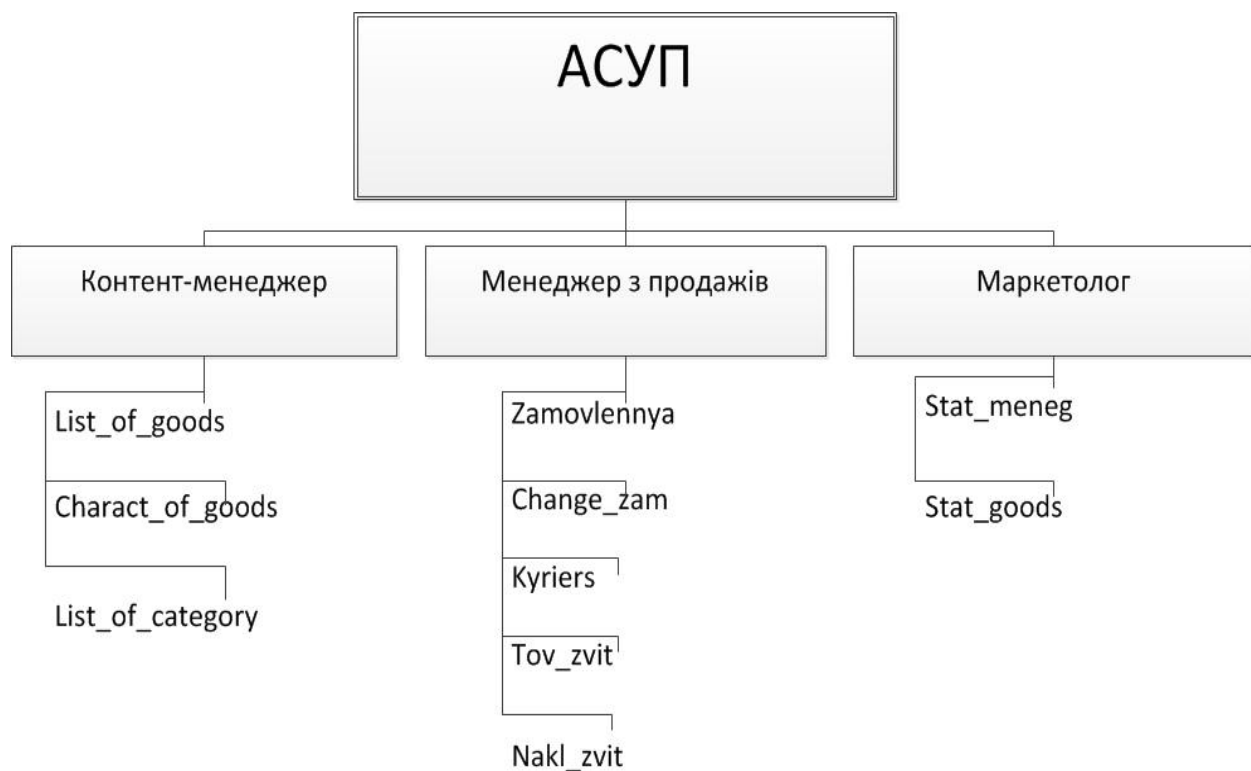 АСУП
Контент-менеджер
Менеджер з продажів
Маркетолог
List_of_goods
Charact_of_goods
List_of_category
Zamovlennya
Change_zam
Kyriers
Tov_zvit
Nakl_zvit
Stat_meneg
Stat_goods